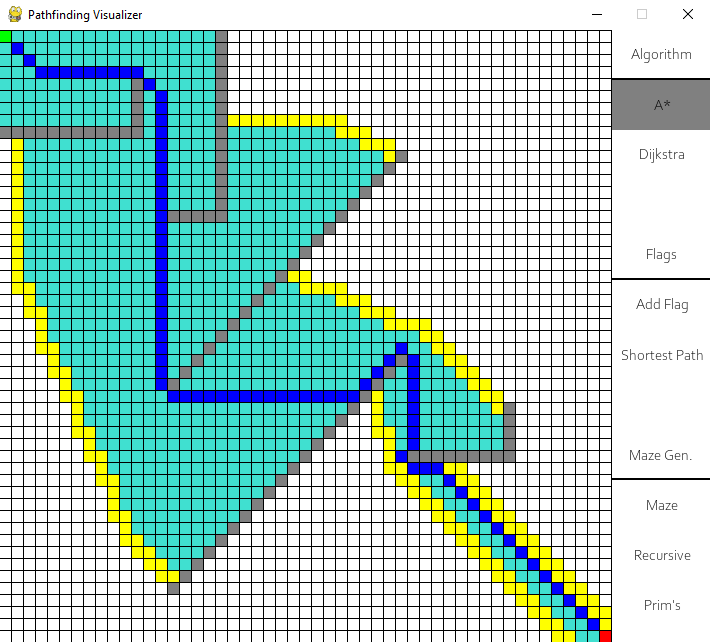 Pathfinding Visualizer
Algorithm
A*
Dijkstra
Flags
Add Flag
Shortest Path
Maze Gen.
Maze
Recursive
Prim's